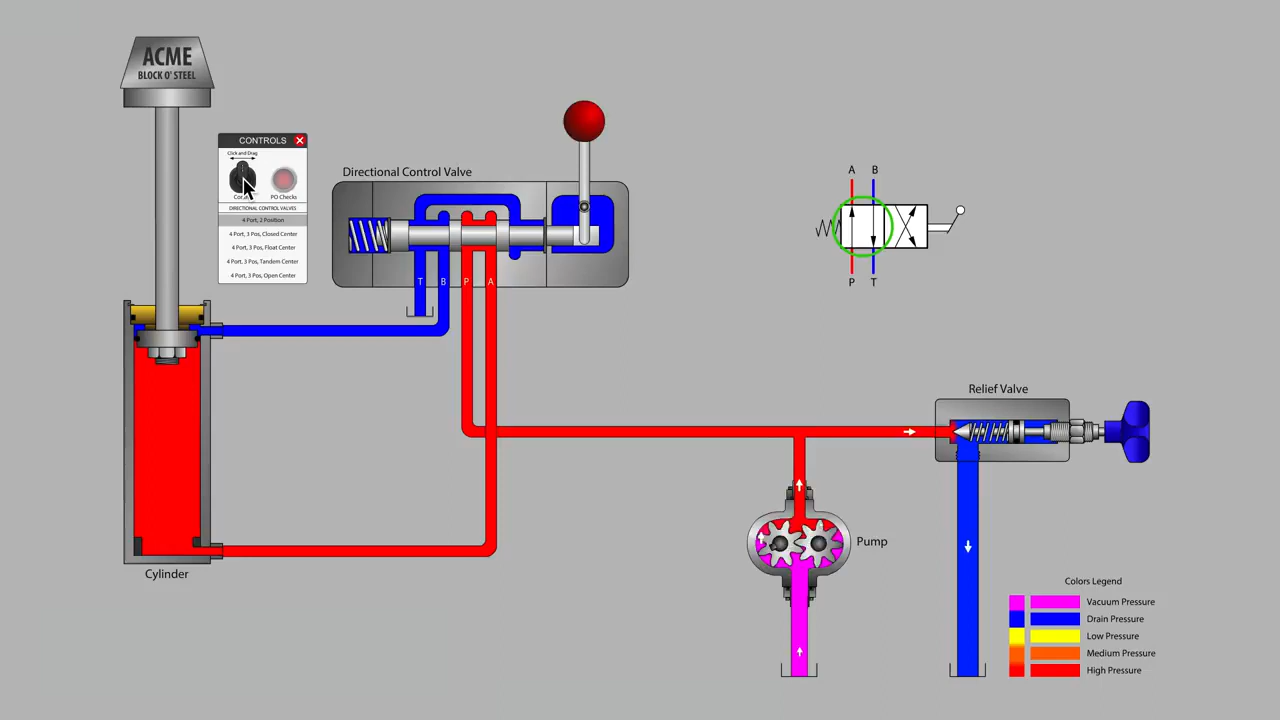 ACME
BLOCK O' STEEL
CONTROLS
Click and Drag
PO Checks
DIRECTIONAL CONTROL VALVES
4 Port, 2 Position
4 Port, 3 Pos, Closed Center
4 Port, 3 Pos, Float Center
4 Port, 3 Pos, Tandem Center
4 Port, 3 Pos, Open Center
Directional Control Valve
T B P A
A B
P T
Cylinder
Relief Valve
Pump
Colors Legend
Vacuum Pressure
Drain Pressure
Low Pressure
Medium Pressure
High Pressure